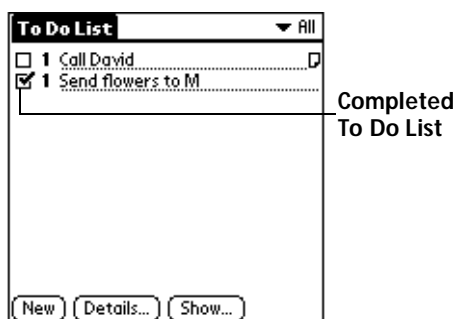 To Do List All
1 Call David
1 Send flowers to M
Completed
To Do List
New Details... Show...